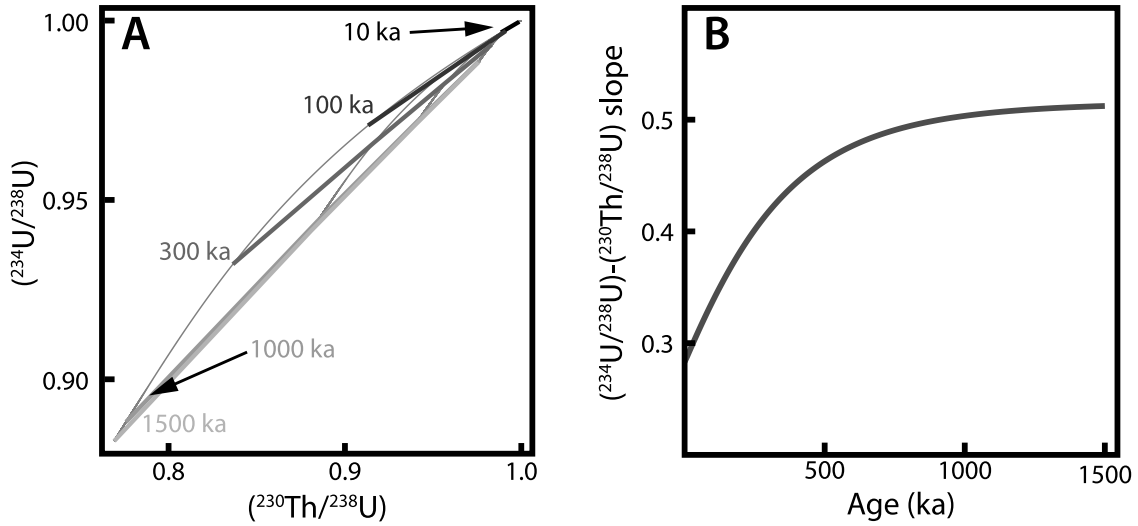 A
1.00
0.95
0.90
(²³⁴U/²³⁸U)
10 ka
100 ka
300 ka
1000 ka
1500 ka
0.8
0.9
1.0
(²³⁰Th/²³⁸U)
B
0.5
0.4
0.3
(²³⁴U/²³⁸U)-(²³⁰Th/²³⁸U) slope
500
1000
1500
Age (ka)